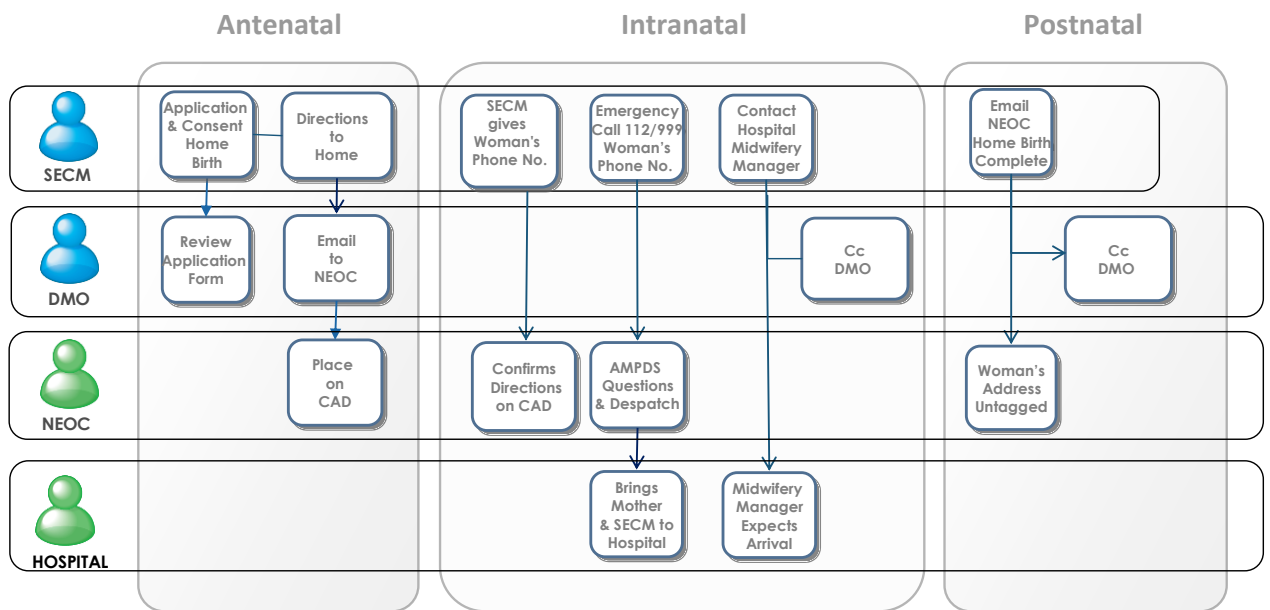 Antenatal
Intranatal
Postnatal
SECM
Application
& Consent
Home
Birth
Directions
to
Home
SECM
gives
Woman's
Phone No.
Emergency
Call 112/999
Woman's
Phone No.
Contact
Hospital
Midwifery
Manager
Email
NEOC
Home Birth
Complete
DMO
Review
Application
Form
Email
to
NEOC
Cc
DMO
Cc
DMO
NEOC
Place
on
CAD
Confirms
Directions
on CAD
AMPDS
Questions
& Despatch
Woman's
Address
Untagged
HOSPITAL
Brings
Mother
& SECM to
Hospital
Midwifery
Manager
Expects
Arrival